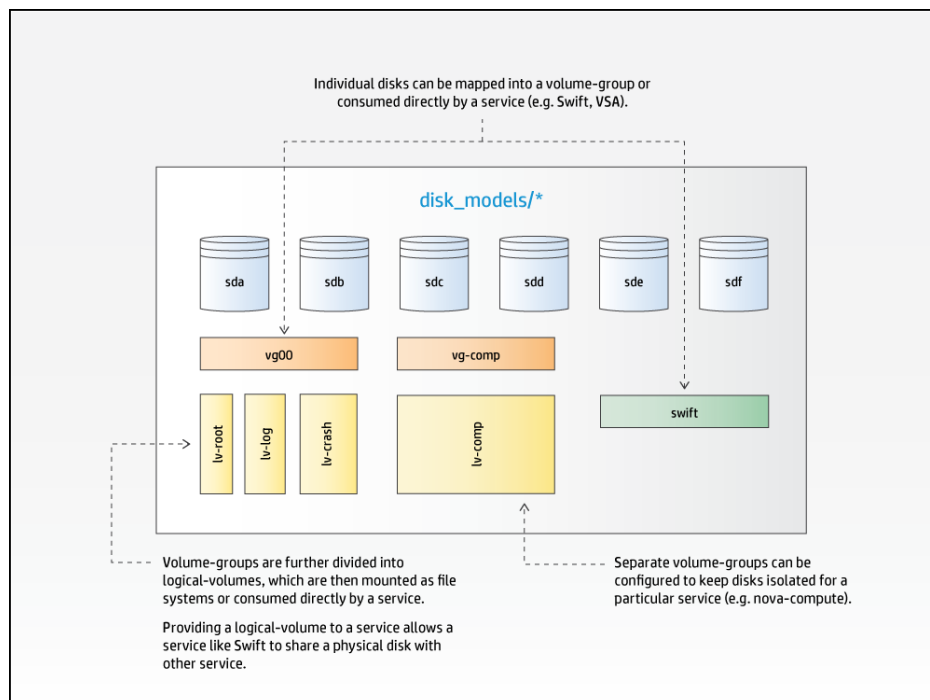 Individual disks can be mapped into a volume-group or
consumed directly by a service (e.g. Swift, VSA).
disk_models/*
sda
sdb
sdc
sdd
sde
sdf
vg00
vg-comp
swift
lv-root
lv-log
lv-crash
lv-comp
Volume-groups are further divided into
logical-volumes, which are then mounted as file
systems or consumed directly by a service.
Providing a logical-volume to a service allows a
service like Swift to share a physical disk with
other service.
Separate volume-groups can be
configured to keep disks isolated for a
particular service (e.g. nova-compute).